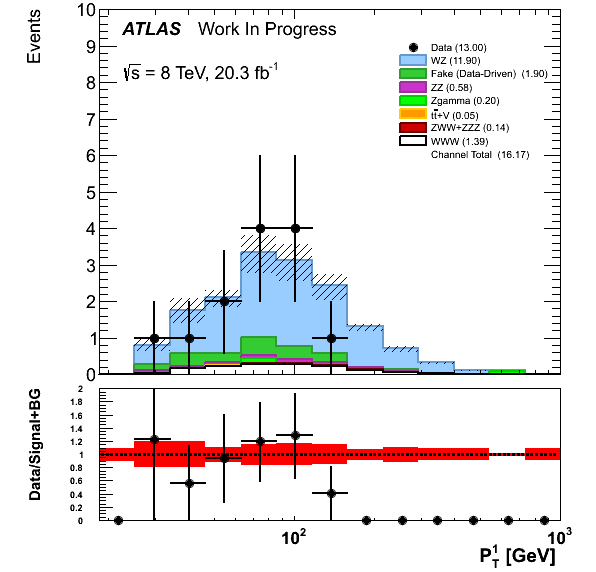 Events
10
9
8
7
6
5
4
3
2
1
0
ATLAS Work In Progress
√s = 8 TeV, 20.3 fb⁻¹
Data (13.00)
WZ (11.90)
Fake (Data-Driven) (1.90)
ZZ (0.58)
Zgamma (0.20)
tt̄+V (0.05)
ZWW+ZZZ (0.14)
WWW (1.39)
Channel Total (16.17)
Data/Signal+BG
2
1.8
1.6
1.4
1.2
1
0.8
0.6
0.4
0.2
0
10²
10³
P¹_T [GeV]